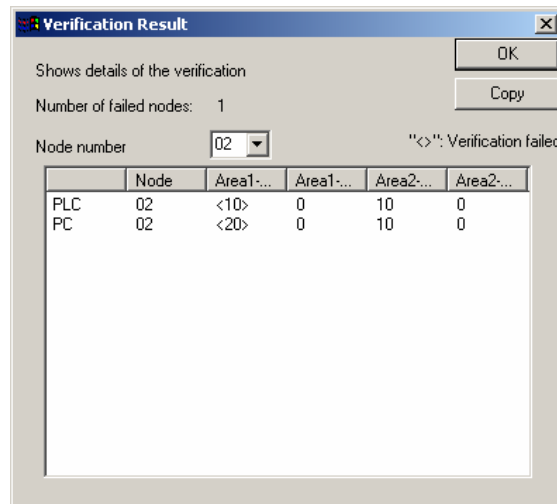 Verification Result
OK
Shows details of the verification
Copy
Number of failed nodes: 1
Node number 02 "<>": Verification failed
Node Area1-... Area1-... Area2-... Area2-...
PLC 02 <10> 0 10 0
PC 02 <20> 0 10 0